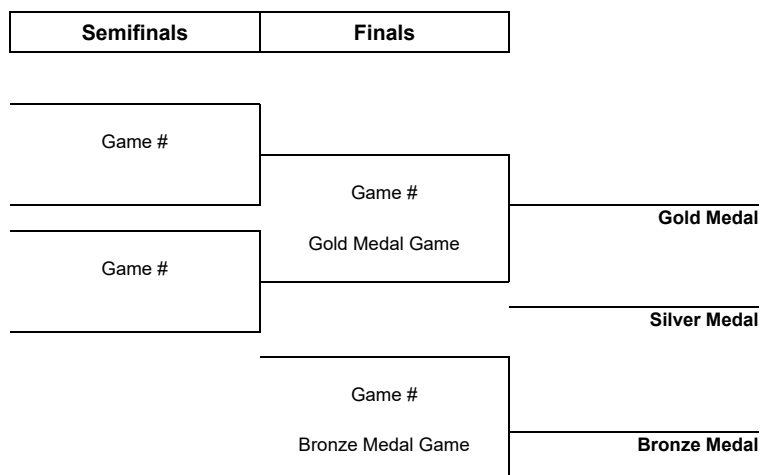 Semifinals Finals
Game #
Game #
Gold Medal
Gold Medal Game
Game #
Silver Medal
Game #
Bronze Medal Game Bronze Medal